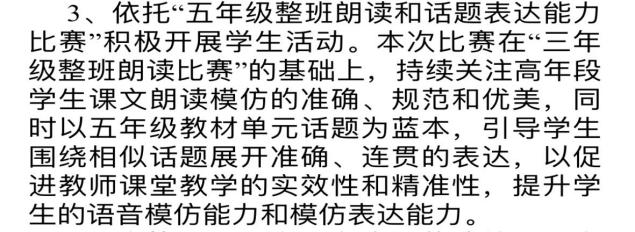 3、依托“五年级整班朗读和话题表达能力
比赛”积极开展学生活动。本次比赛在“三年
级整班朗读比赛”的基础上，持续关注高年段
学生课文朗读模仿的准确、规范和优美，同
时以五年级教材单元话题为蓝本，引导学生
围绕相似话题展开准确、连贯的表达，以促
进教师课堂教学的实效性和精准性，提升学
生的语音模仿能力和模仿表达能力。